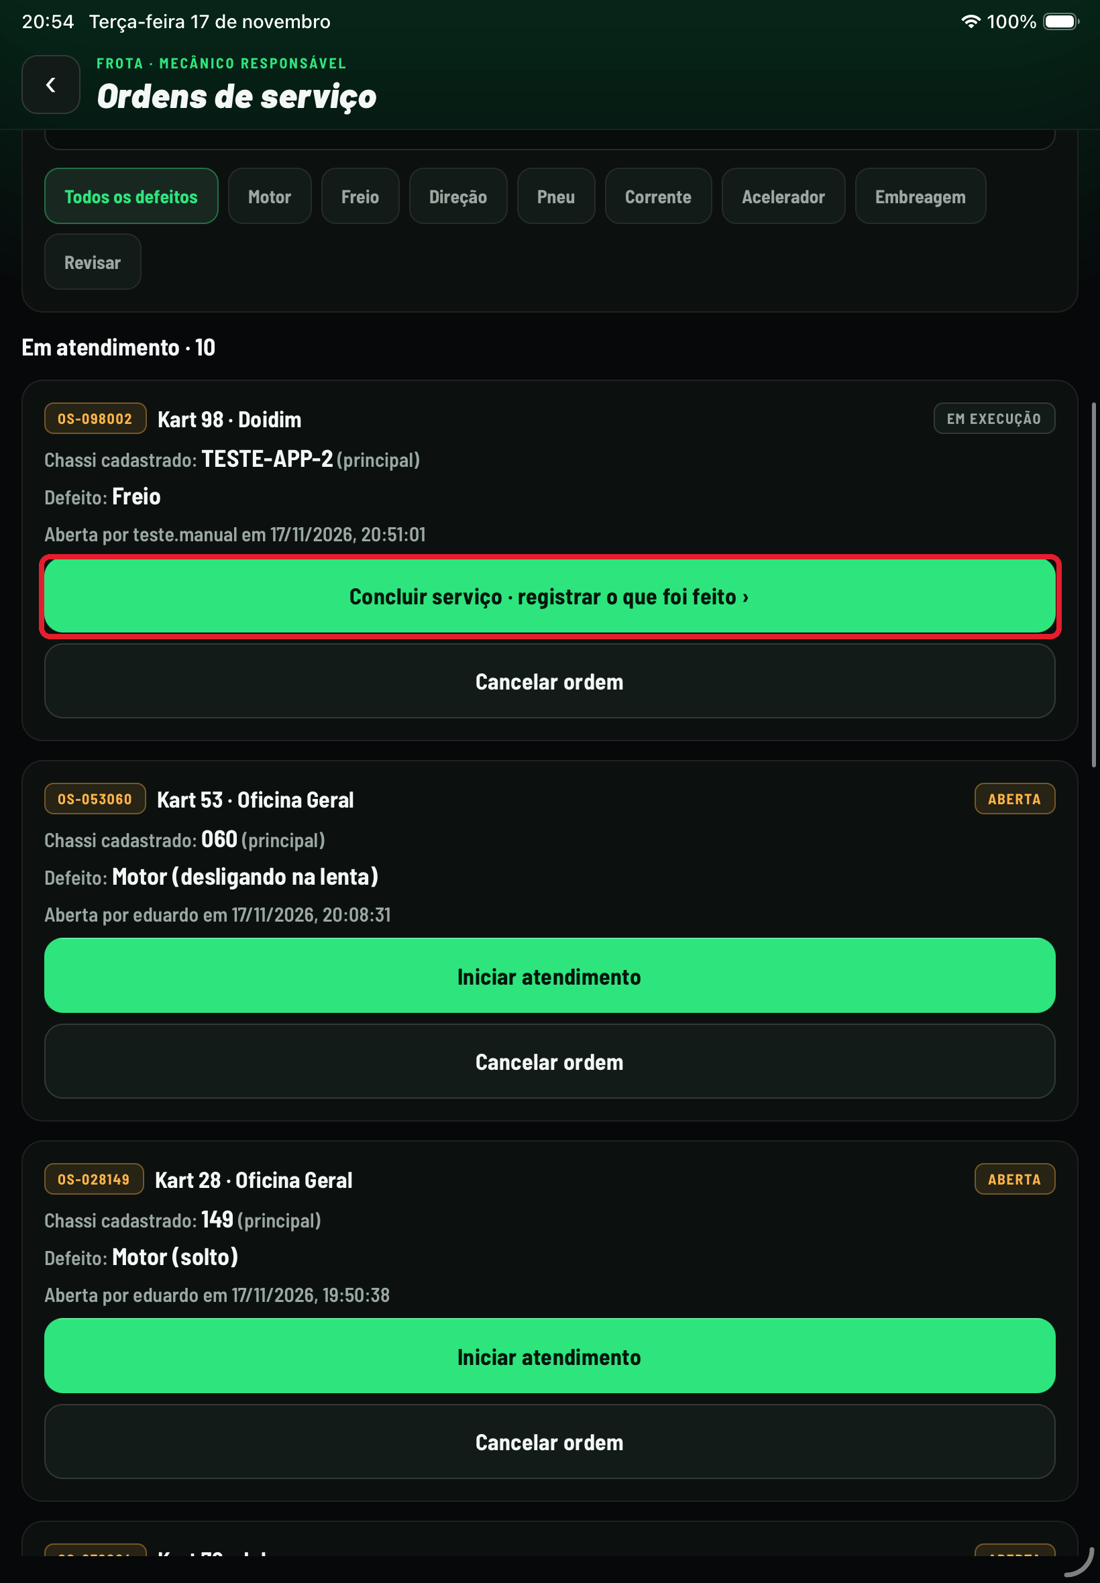 20:54 Terça-feira 17 de novembro 100%
FROTA · MECÂNICO RESPONSÁVEL
Ordens de serviço
Todos os defeitos Motor Freio Direção Pneu Corrente Acelerador Embreagem
Revisar
Em atendimento · 10
OS-098002 Kart 98 · Doidim EM EXECUÇÃO
Chassi cadastrado: TESTE-APP-2 (principal)
Defeito: Freio
Aberta por teste.manual em 17/11/2026, 20:51:01
Concluir serviço · registrar o que foi feito ›
Cancelar ordem
OS-053060 Kart 53 · Oficina Geral ABERTA
Chassi cadastrado: 060 (principal)
Defeito: Motor (desligando na lenta)
Aberta por eduardo em 17/11/2026, 20:08:31
Iniciar atendimento
Cancelar ordem
OS-028149 Kart 28 · Oficina Geral ABERTA
Chassi cadastrado: 149 (principal)
Defeito: Motor (solto)
Aberta por eduardo em 17/11/2026, 19:50:38
Iniciar atendimento
Cancelar ordem
ABERTA